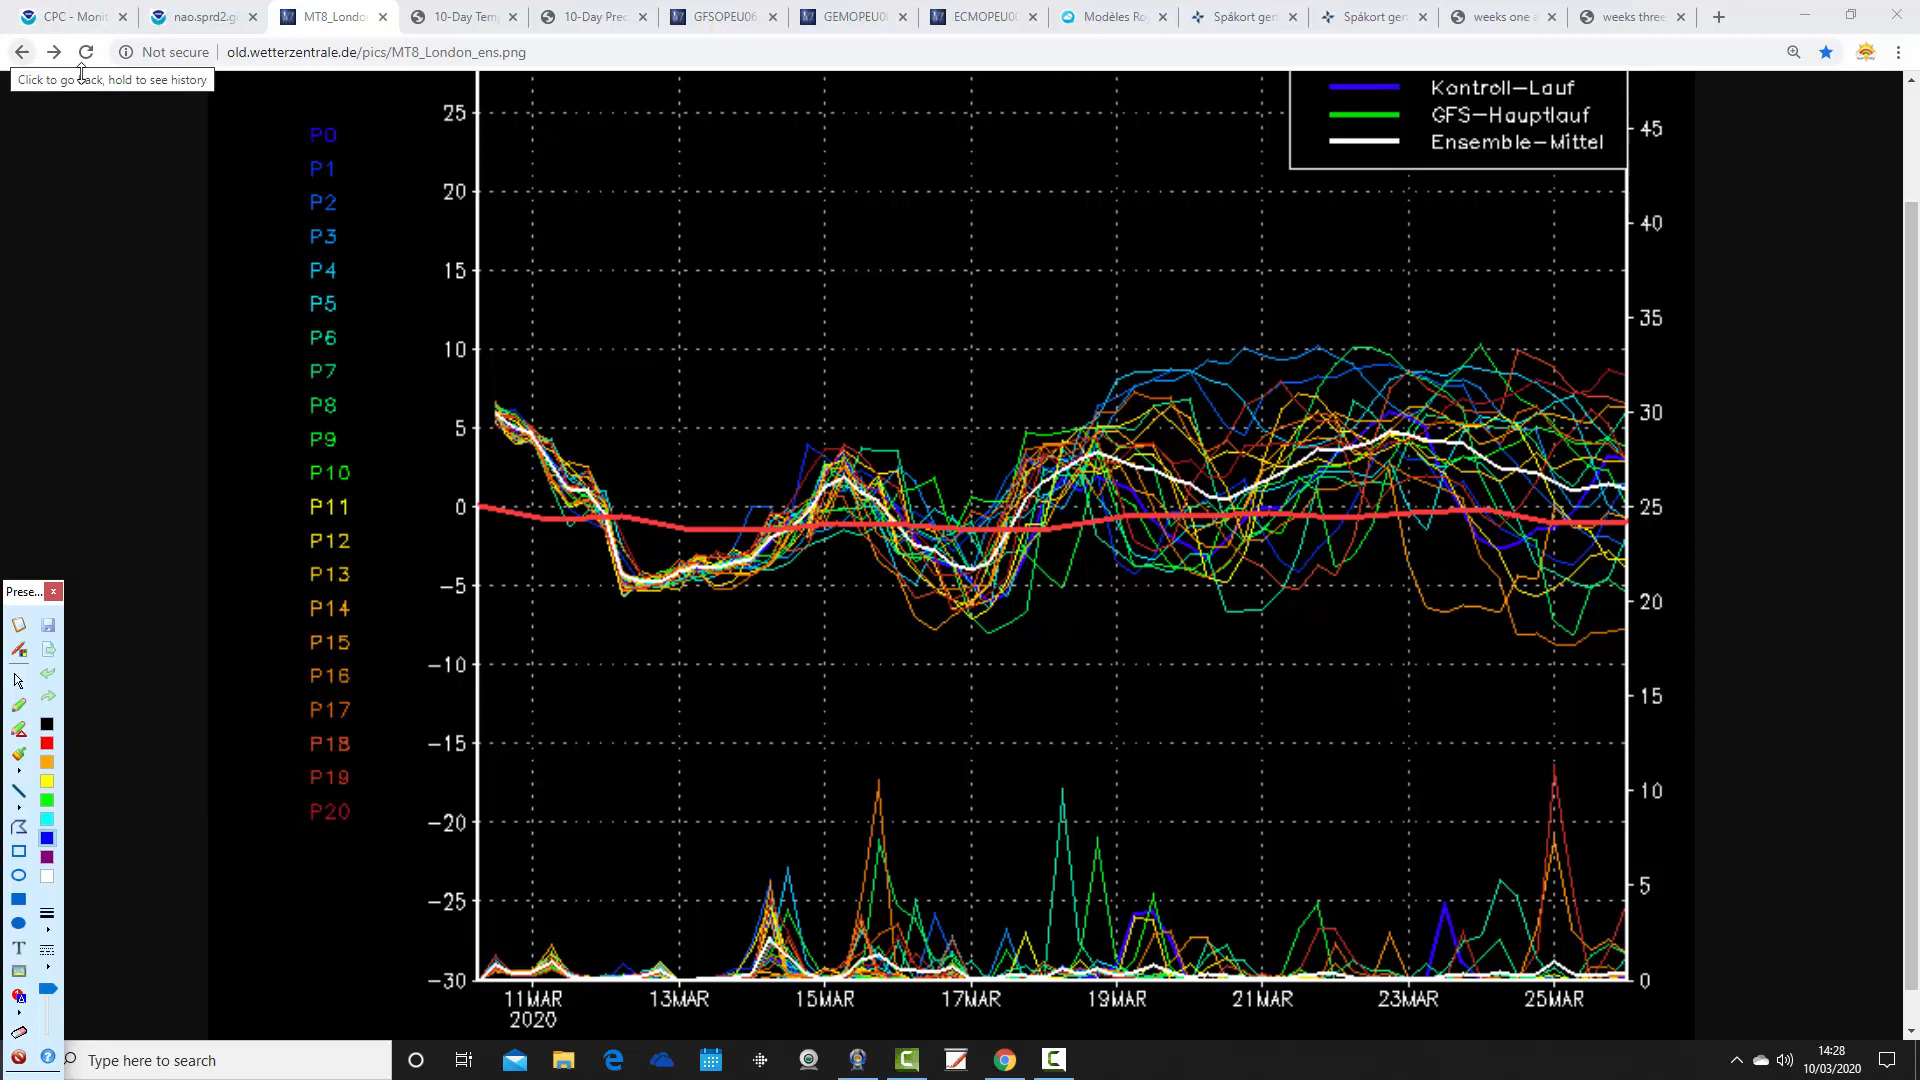 CPC - Monit
nao.sprd2.g
MT8_Londo
10-Day Tem
10-Day Prec
GFSOPEU06
GEMOPEU0
ECMOPEU0
Modèles Ro
Spákort ger
Spákort ger
weeks one a
weeks three
Not secure
old.wetterzentrale.de/pics/MT8_London_ens.png
Click to go back, hold to see history
Kontroll-Lauf
GFS-Hauptlauf
Ensemble-Mittel
P0
P1
P2
P3
P4
P5
P6
P7
P8
P9
P10
P11
P12
P13
P14
P15
P16
P17
P18
P19
P20
25
20
15
10
5
0
-5
-10
-15
-20
-25
-30
45
40
35
30
25
20
15
10
5
0
11MAR
2020
13MAR
15MAR
17MAR
19MAR
21MAR
23MAR
25MAR
Prese...
T
Type here to search
14:28
10/03/2020